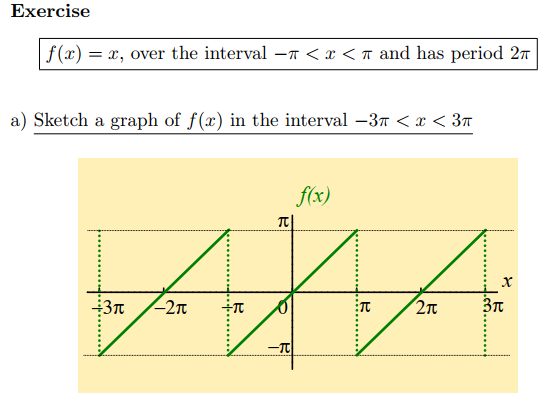 Exercise
f(x) = x, over the interval −π < x < π and has period 2π
a) Sketch a graph of f(x) in the interval −3π < x < 3π
f(x)
π
x
−3π −2π −π 0 π 2π 3π
−π